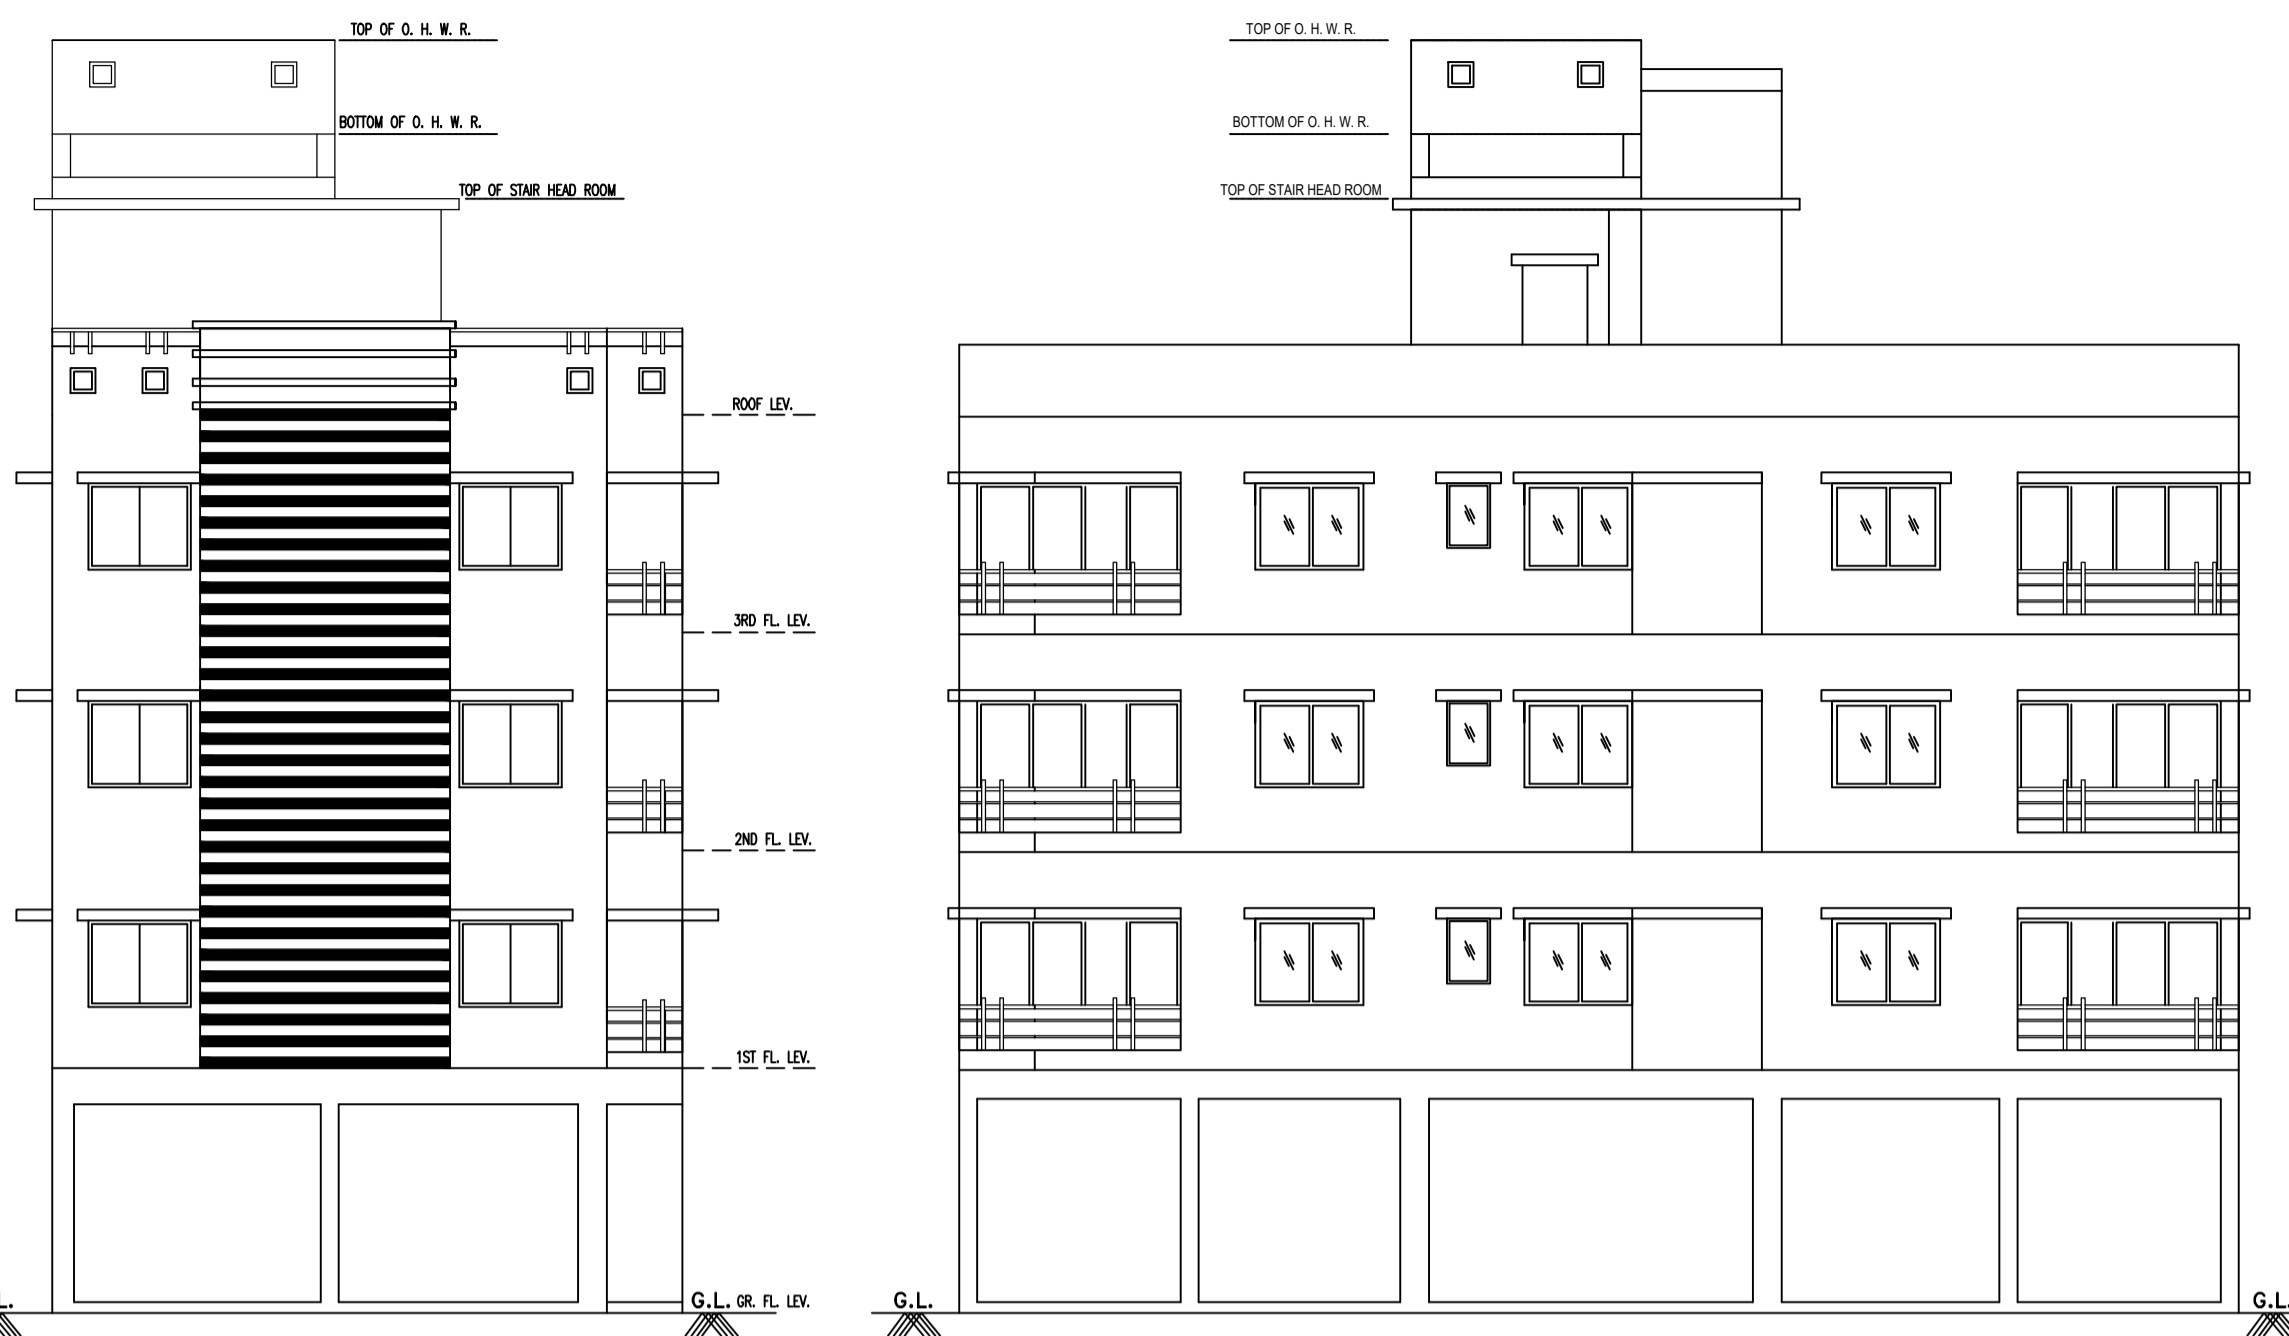 TOP OF O. H. W. R.
BOTTOM OF O. H. W. R.
TOP OF STAIR HEAD ROOM
ROOF LEV.
3RD FL. LEV.
2ND FL. LEV.
1ST FL. LEV.
G.L. GR. FL. LEV.
TOP OF O. H. W. R.
BOTTOM OF O. H. W. R.
TOP OF STAIR HEAD ROOM
G.L.
G.L.